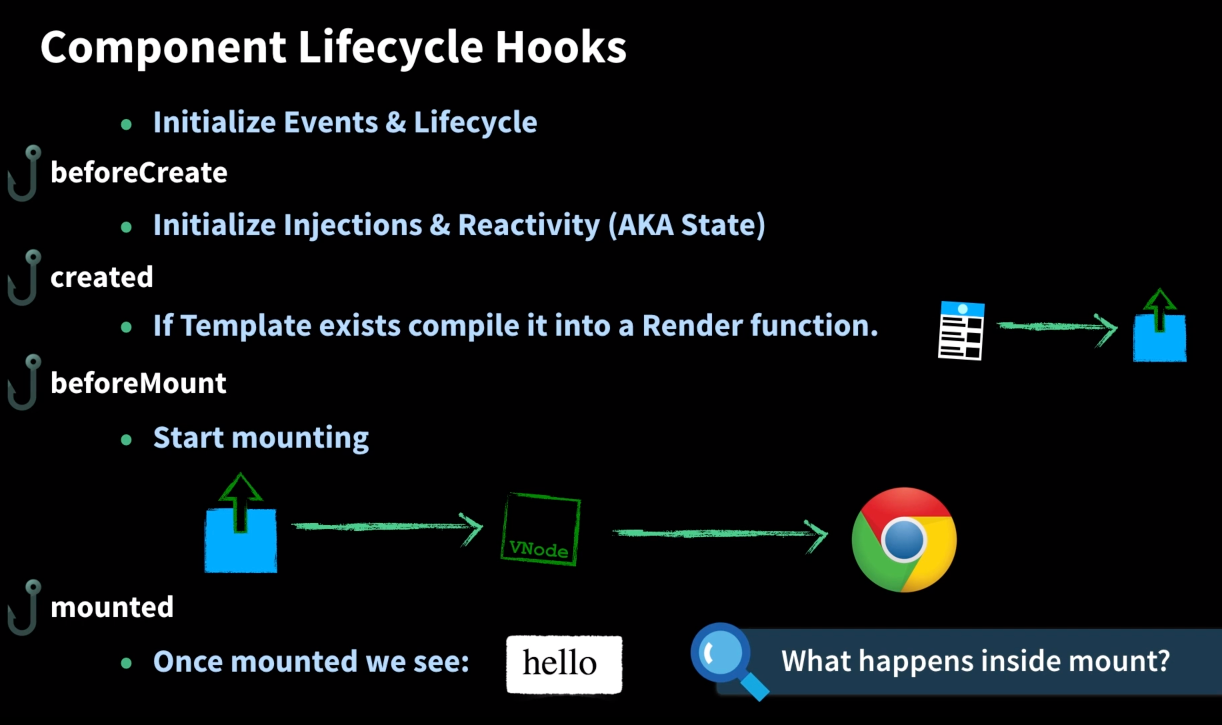 Component Lifecycle Hooks
Initialize Events & Lifecycle
beforeCreate
Initialize Injections & Reactivity (AKA State)
created
If Template exists compile it into a Render function.
beforeMount
Start mounting
VNode
mounted
Once mounted we see:
hello
What happens inside mount?